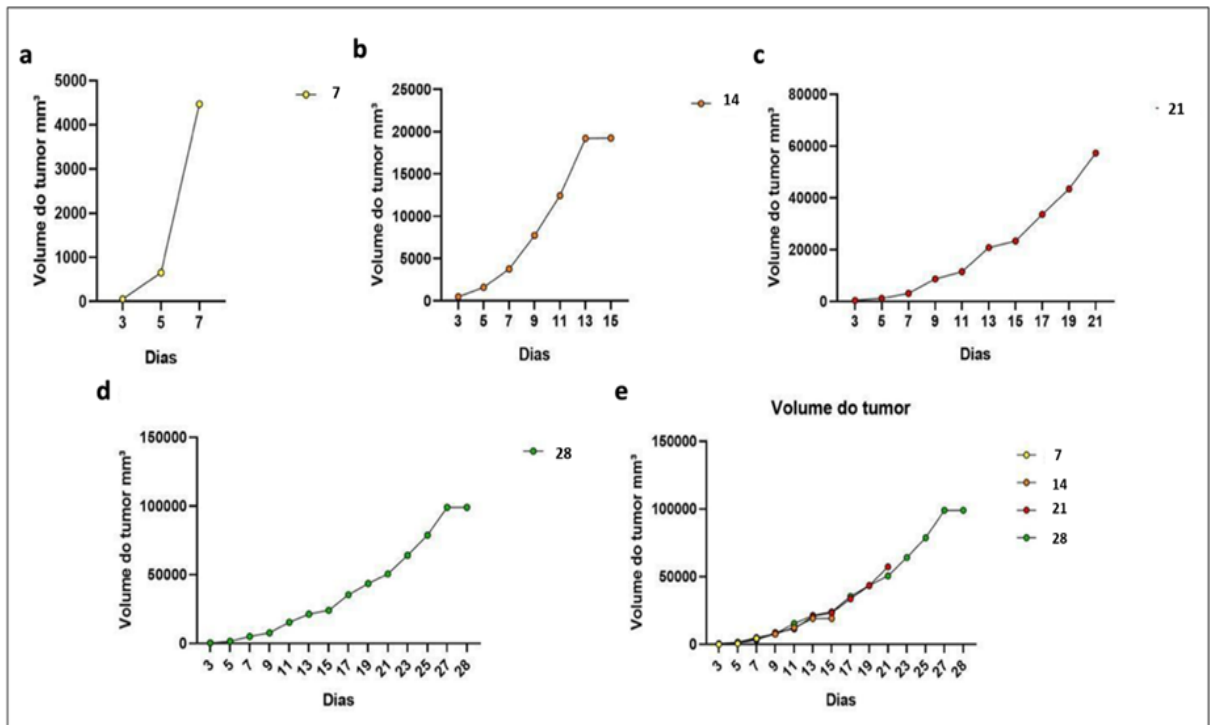 a
Volume do tumor mm³
5000
4000
3000
2000
1000
0
3 5 7
Dias
7
b
Volume do tumor mm³
25000
20000
15000
10000
5000
0
3 5 7 9 11 13 15
Dias
14
c
Volume do tumor mm³
80000
60000
40000
20000
0
3 5 7 9 11 13 15 17 19 21
Dias
21
d
Volume do tumor mm³
150000
100000
50000
0
3 5 7 9 11 13 15 17 19 21 23 25 27 28
Dias
28
e
Volume do tumor
Volume do tumor mm³
150000
100000
50000
0
3 5 7 9 11 13 15 17 19 21 23 25 27 28
Dias
7
14
21
28